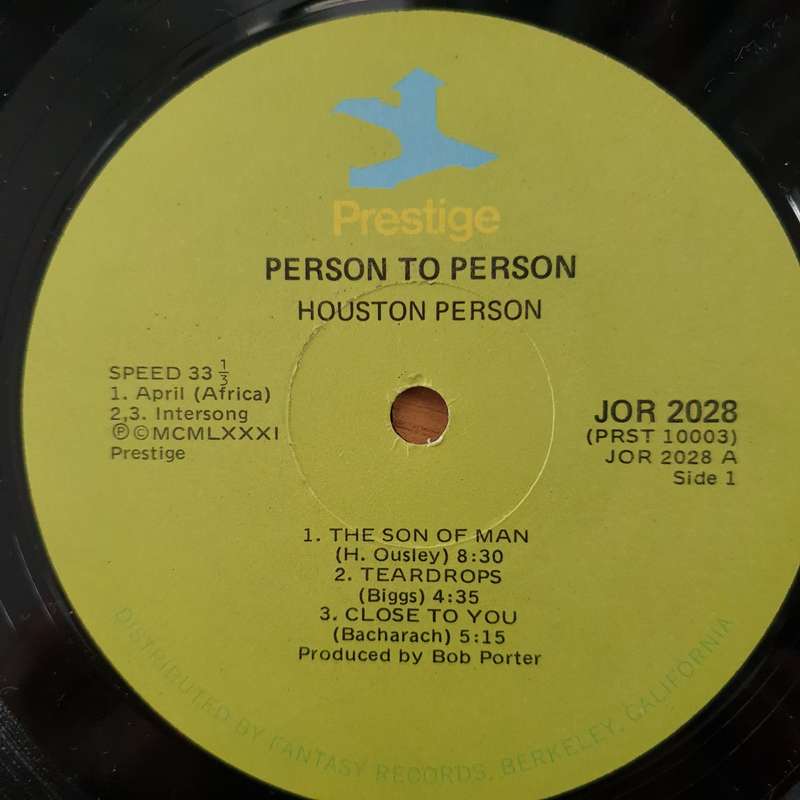 Prestige
PERSON TO PERSON
HOUSTON PERSON
SPEED 33 1/3
1. April (Africa)
2,3. Intersong
ⓅⒸMCMLXXXI
Prestige
JOR 2028
(PRST 10003)
JOR 2028 A
Side 1
1. THE SON OF MAN
(H. Ousley) 8:30
2. TEARDROPS
(Biggs) 4:35
3. CLOSE TO YOU
(Bacharach) 5:15
Produced by Bob Porter
DISTRIBUTED BY FANTASY RECORDS, BERKELEY, CALIFORNIA